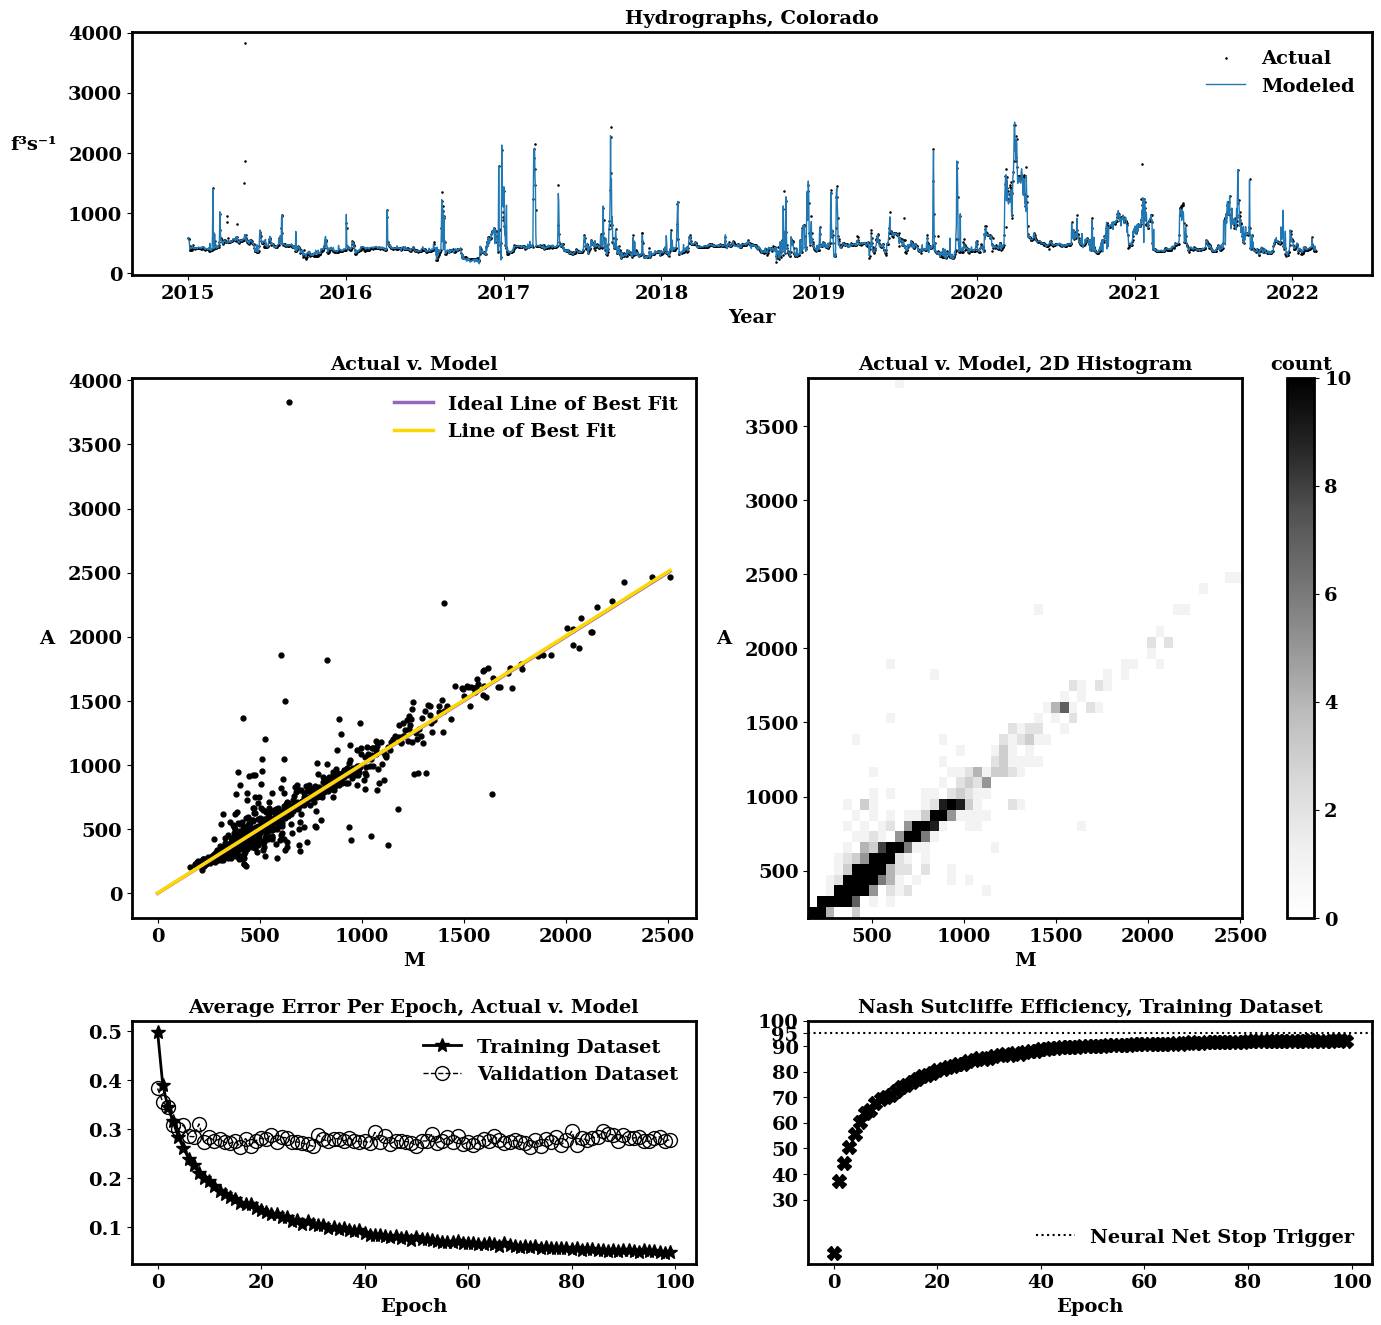 Hydrographs, Colorado
4000
3000
2000
1000
0
f³s⁻¹
Actual
Modeled
2015 2016 2017 2018 2019 2020 2021 2022
Year
Actual v. Model
4000
3500
3000
2500
2000
1500
1000
500
0
A
Ideal Line of Best Fit
Line of Best Fit
0 500 1000 1500 2000 2500
M
Actual v. Model, 2D Histogram
3500
3000
2500
2000
1500
1000
500
A
500 1000 1500 2000 2500
M
count
10
8
6
4
2
0
Average Error Per Epoch, Actual v. Model
0.5
0.4
0.3
0.2
0.1
Training Dataset
Validation Dataset
0 20 40 60 80 100
Epoch
Nash Sutcliffe Efficiency, Training Dataset
100
95
90
80
70
60
50
40
30
Neural Net Stop Trigger
0 20 40 60 80 100
Epoch